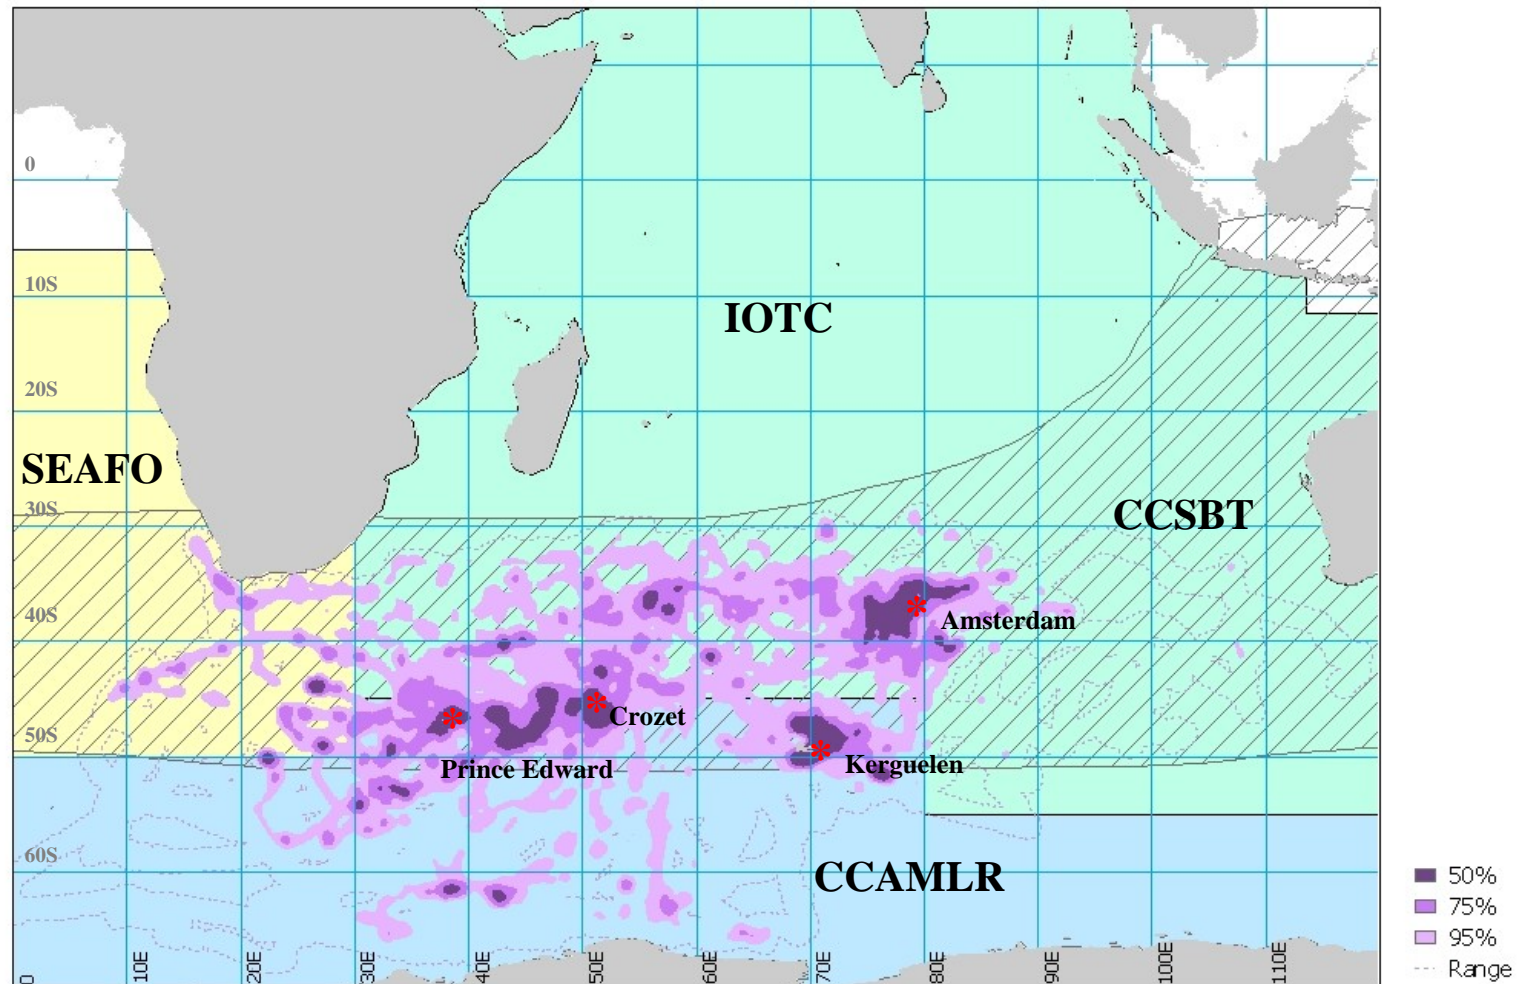 0
10S
IOTC
20S
SEAFO
30S
CCSBT
40S
Amsterdam
Crozet
50S
Prince Edward
Kerguelen
60S
CCAMLR
50%
75%
95%
Range
0
10E
20E
30E
40E
50E
60E
70E
80E
90E
100E
110E